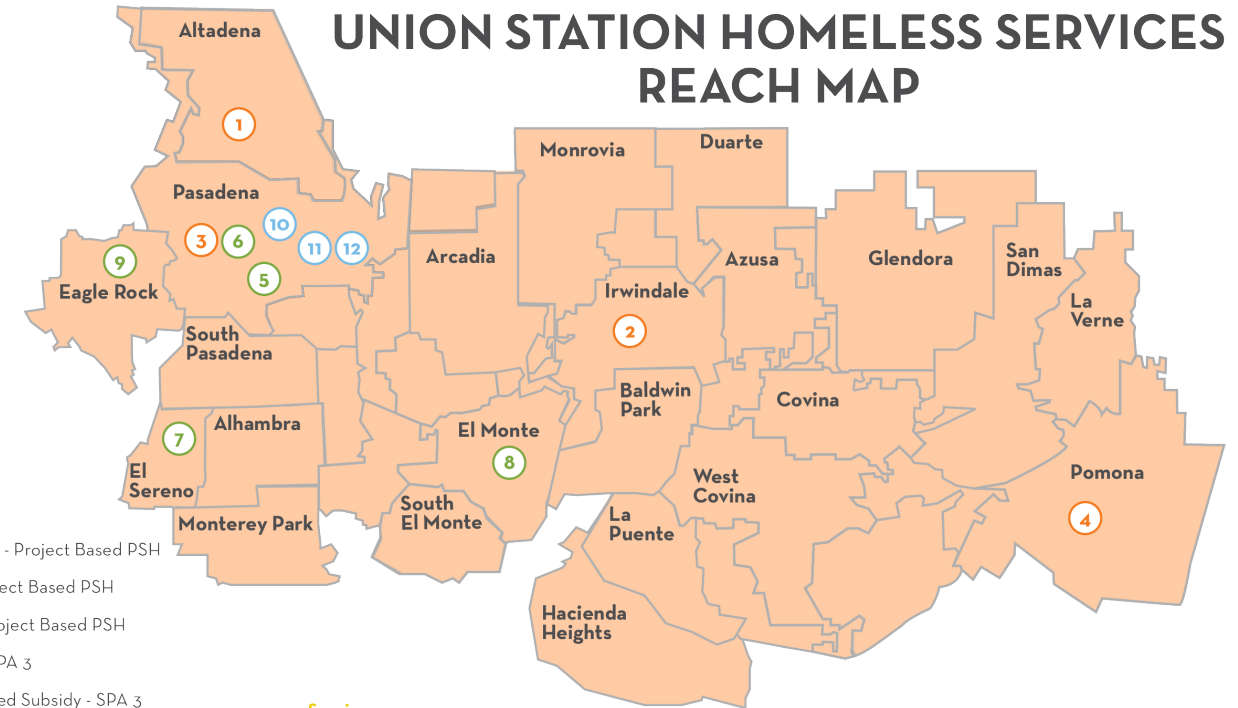 UNION STATION HOMELESS SERVICES
REACH MAP
Altadena
1
Monrovia
Duarte
Pasadena
10
3
6
11
12
5
9
Eagle Rock
Arcadia
Azusa
Glendora
San
Dimas
Irwindale
2
La
Verne
South
Pasadena
Baldwin
Park
Covina
Alhambra
7
El
Sereno
El Monte
8
West
Covina
Pomona
4
South
El Monte
La
Puente
Monterey Park
Hacienda
Heights
- Project Based PSH
ect Based PSH
oject Based PSH
PA 3
ed Subsidy - SPA 3